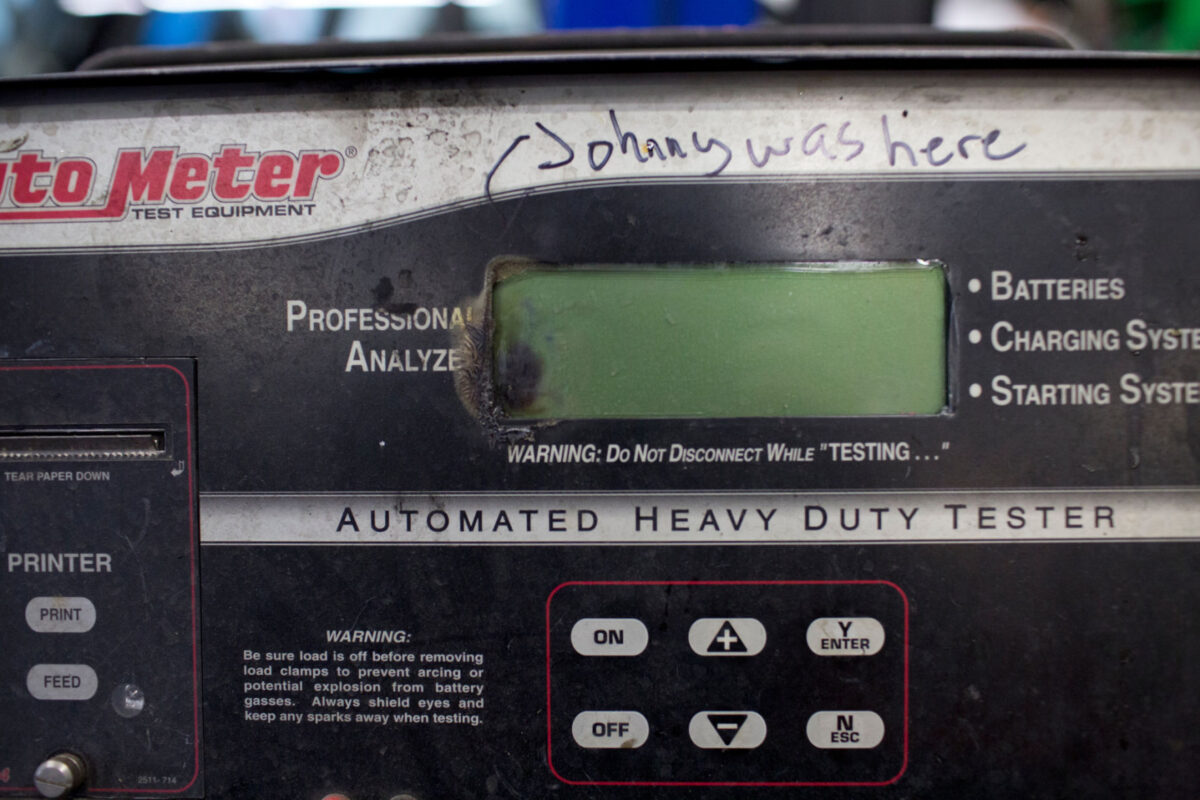 Johnny was here
uto Meter®
TEST EQUIPMENT
PROFESSIONAL
ANALYZE
• BATTERIES
• CHARGING SYSTE
• STARTING SYSTE
WARNING: DO NOT DISCONNECT WHILE "TESTING ..."
AUTOMATED HEAVY DUTY TESTER
TEAR PAPER DOWN
PRINTER
PRINT
FEED
2511-714
WARNING:
Be sure load is off before removing
load clamps to prevent arcing or
potential explosion from battery
gasses. Always shield eyes and
keep any sparks away when testing.
ON
+
Y
ENTER
OFF
−
N
ESC